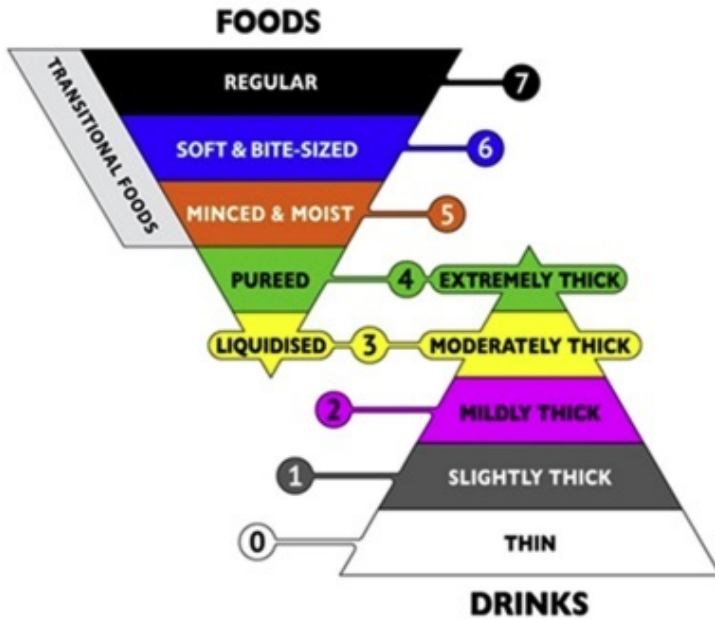 FOODS
TRANSITIONAL FOODS
REGULAR 7
SOFT & BITE-SIZED 6
MINCED & MOIST 5
PUREED 4 EXTREMELY THICK
LIQUIDISED 3 MODERATELY THICK
2 MILDLY THICK
1 SLIGHTLY THICK
0 THIN
DRINKS